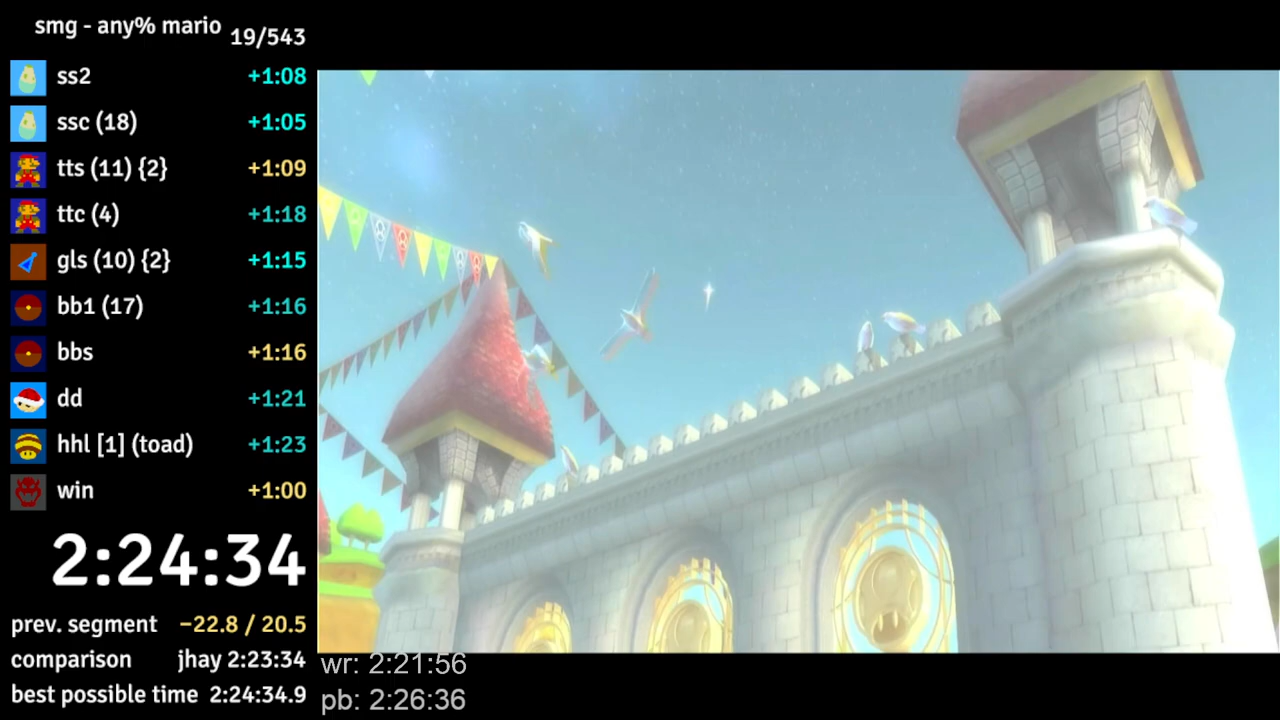 smg - any% mario
19/543
ss2 +1:08
ssc (18) +1:05
tts (11) {2} +1:09
ttc (4) +1:18
gls (10) {2} +1:15
bb1 (17) +1:16
bbs +1:16
dd +1:21
hhl [1] (toad) +1:23
win +1:00
2:24:34
prev. segment -22.8 / 20.5
comparison jhay 2:23:34
best possible time 2:24:34.9
wr: 2:21:56
pb: 2:26:36